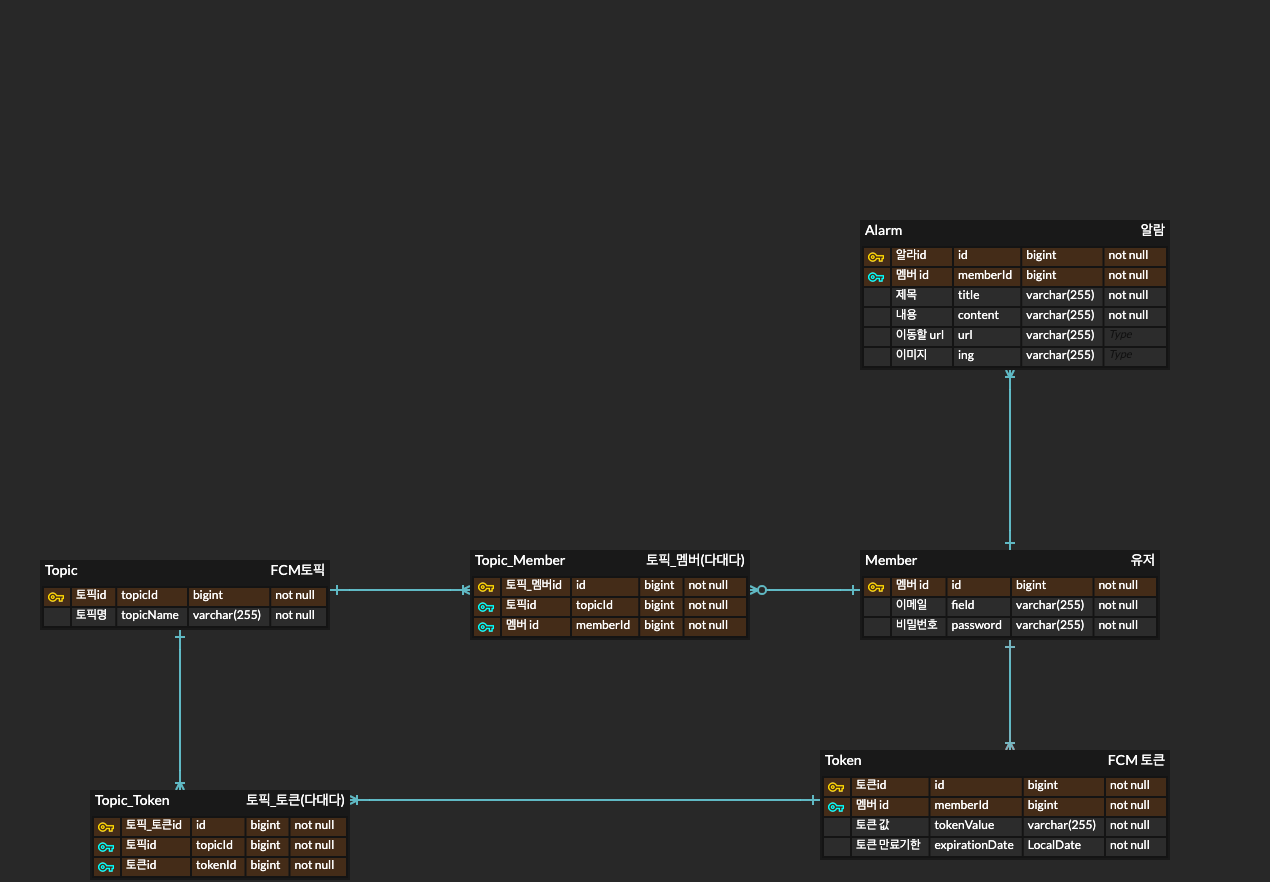 Alarm 알람
알라id id bigint not null
멤버 id memberId bigint not null
제목 title varchar(255) not null
내용 content varchar(255) not null
이동할 url url varchar(255) Type
이미지 ing varchar(255) Type
Topic FCM토픽
토픽id topicId bigint not null
토픽명 topicName varchar(255) not null
Topic_Member 토픽_멤버(다대다)
토픽_멤버id id bigint not null
토픽id topicId bigint not null
멤버 id memberId bigint not null
Member 유저
멤버 id id bigint not null
이메일 field varchar(255) not null
비밀번호 password varchar(255) not null
Topic_Token 토픽_토큰(다대다)
토픽_토큰id id bigint not null
토픽id topicId bigint not null
토큰id tokenId bigint not null
Token FCM 토큰
토큰id id bigint not null
멤버 id memberId bigint not null
토큰 값 tokenValue varchar(255) not null
토큰 만료기한 expirationDate LocalDate not null